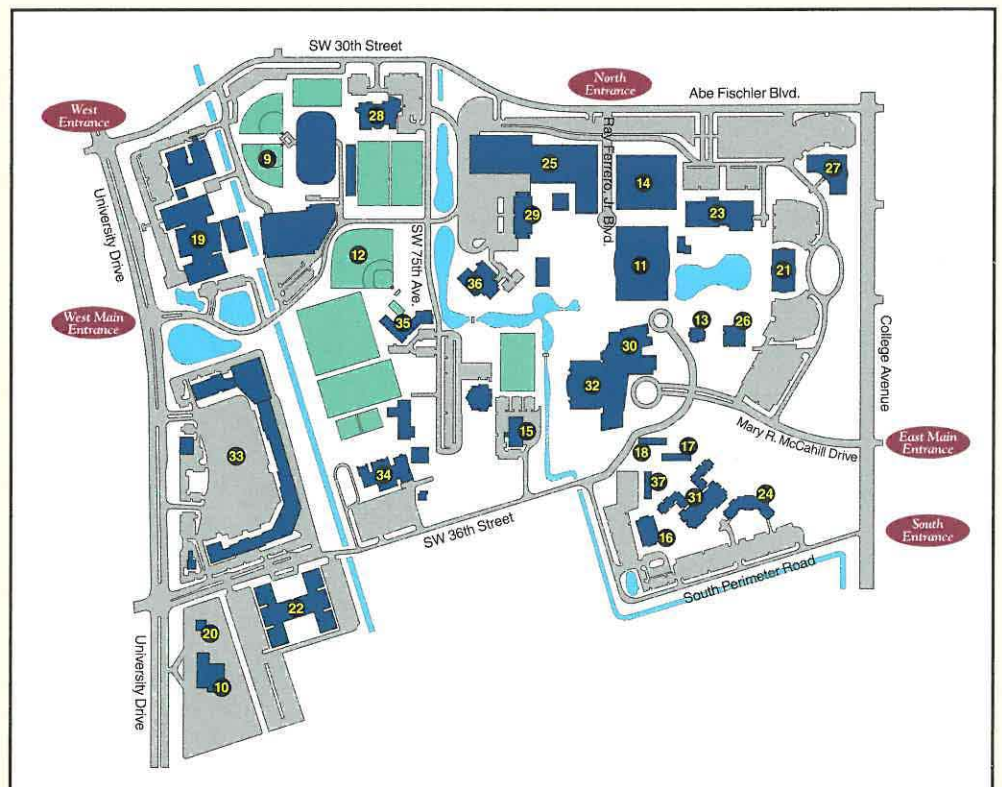 SW 30th Street
North
Entrance
Abe Fischler Blvd.
West
Entrance
28
9
25
14
27
Ray Ferrero, Jr. Blvd.
University Drive
19
29
23
12
SW 75th Ave.
36
11
21
West Main
Entrance
35
13
26
30
32
College Avenue
Mary R. McCahill Drive
15
East Main
Entrance
33
18
17
34
37
31
24
16
South
Entrance
SW 36th Street
South Perimeter Road
22
20
10
University Drive